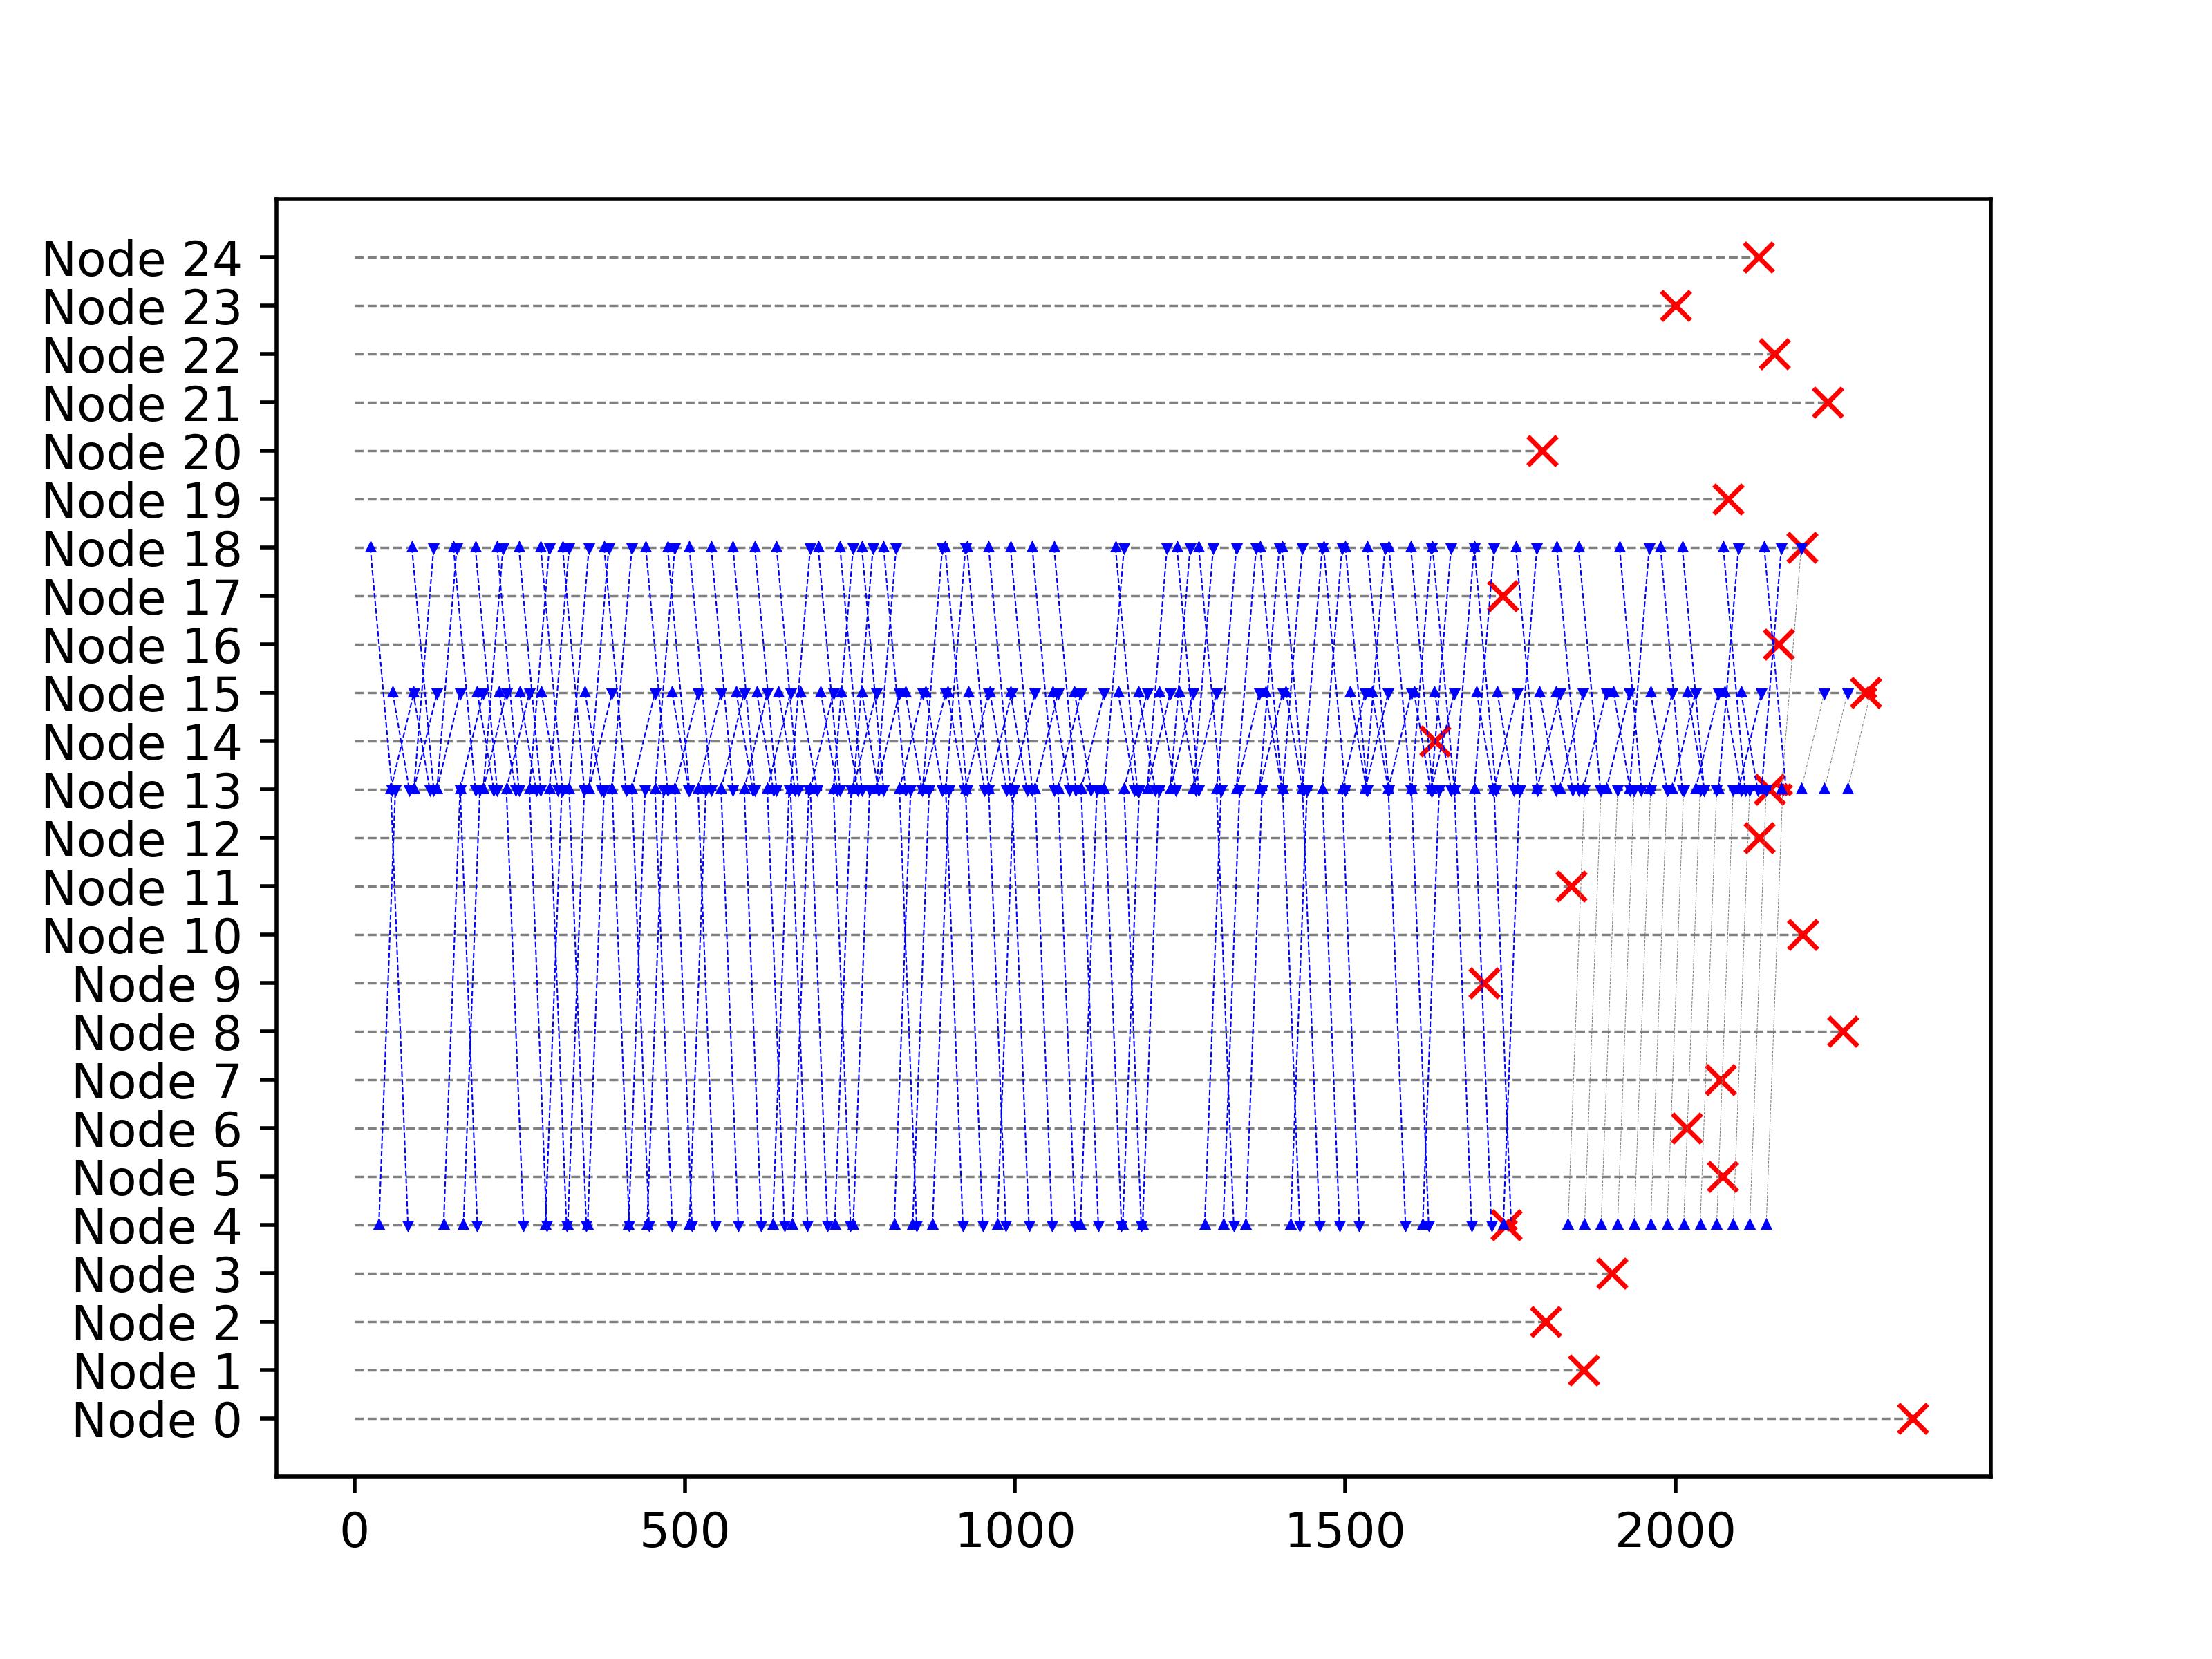 Node 24
Node 23
Node 22
Node 21
Node 20
Node 19
Node 18
Node 17
Node 16
Node 15
Node 14
Node 13
Node 12
Node 11
Node 10
Node 9
Node 8
Node 7
Node 6
Node 5
Node 4
Node 3
Node 2
Node 1
Node 0
0 500 1000 1500 2000